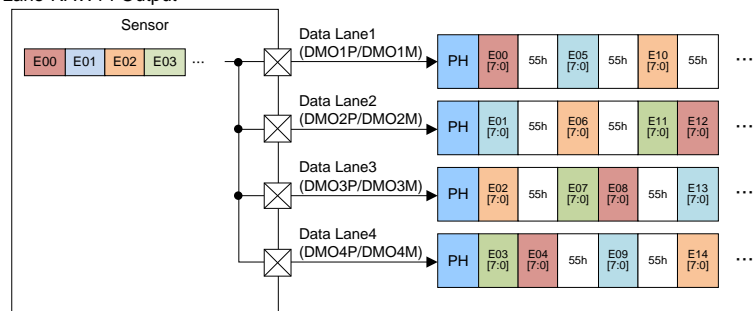 Sensor
E00 E01 E02 E03 ...
Data Lane1
(DMO1P/DMO1M)
PH E00 [7:0] 55h E05 [7:0] 55h E10 [7:0] 55h ...
Data Lane2
(DMO2P/DMO2M)
PH E01 [7:0] 55h E06 [7:0] 55h E11 [7:0] E12 [7:0] ...
Data Lane3
(DMO3P/DMO3M)
PH E02 [7:0] 55h E07 [7:0] E08 [7:0] 55h E13 [7:0] ...
Data Lane4
(DMO4P/DMO4M)
PH E03 [7:0] E04 [7:0] 55h E09 [7:0] 55h E14 [7:0] ...